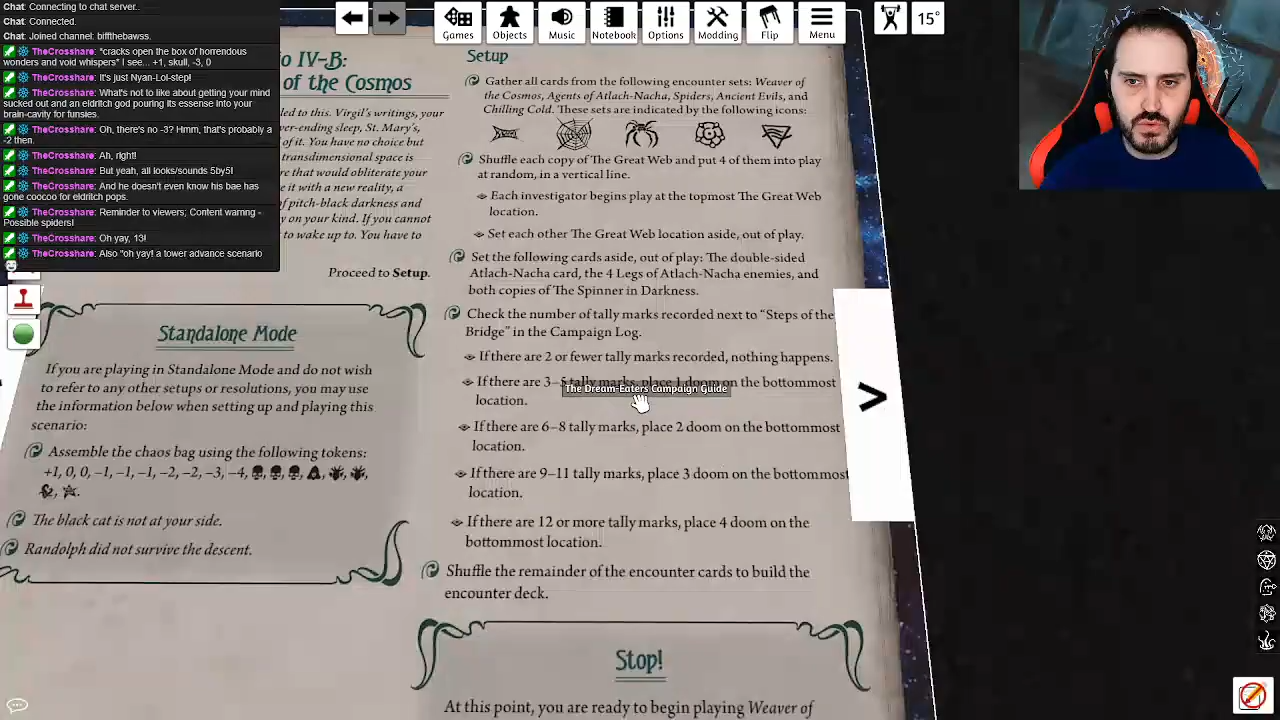 Chat: Connecting to chat server..
Chat: Connected.
Chat: Joined channel: biffhendowss.
TheCrosshare: *cracks open the box of horrendous
wonders and void whispers* I see... +1, skull, -3, 0
TheCrosshare: It's just Nyan-Lol-step!
TheCrosshare: What's not to like about getting your mind
sucked out and an eldritch god pouring its essense into your
brain-cavity for funsies.
TheCrosshare: Oh, there's no -3? Hmm, that's probably a
-2 then.
TheCrosshare: Ah, right!
TheCrosshare: But yeah, all looks/sounds 5by5!
TheCrosshare: And he doesn't even know his bae has
gone coocoo for eldritch pops.
TheCrosshare: Reminder to viewers; Content warning -
Possible spiders!
TheCrosshare: Oh yay, 13!
TheCrosshare: Also "oh yay! a tower advance scenario
Games
Objects
Music
Notebook
Options
Modding
Flip
Menu
15°
o IV–B:
of the Cosmos
led to this. Virgil's writings, your
ver-ending sleep, St. Mary's,
of it. You have no choice but
transdimensional space is
re that would obliterate your
e it with a new reality, a
of pitch-black darkness and
y on your kind. If you cannot
to wake up to. You have to
Proceed to Setup.
Standalone Mode
If you are playing in Standalone Mode and do not wish
to refer to any other setups or resolutions, you may use
the information below when setting up and playing this
scenario:
Assemble the chaos bag using the following tokens:
+1, 0, 0, –1, –1, –1, –2, –2, –3, –4,
The black cat is not at your side.
Randolph did not survive the descent.
Setup
Gather all cards from the following encounter sets: Weaver of
the Cosmos, Agents of Atlach-Nacha, Spiders, Ancient Evils, and
Chilling Cold. These sets are indicated by the following icons:
Shuffle each copy of The Great Web and put 4 of them into play
at random, in a vertical line.
Each investigator begins play at the topmost The Great Web
location.
Set each other The Great Web location aside, out of play.
Set the following cards aside, out of play: The double-sided
Atlach-Nacha card, the 4 Legs of Atlach-Nacha enemies, and
both copies of The Spinner in Darkness.
Check the number of tally marks recorded next to "Steps of the
Bridge" in the Campaign Log.
If there are 2 or fewer tally marks recorded, nothing happens.
If there are 3–5 tally marks, place 1 doom on the bottommost
location.
The Dream-Eaters Campaign Guide
If there are 6–8 tally marks, place 2 doom on the bottommost
location.
If there are 9–11 tally marks, place 3 doom on the bottommost
location.
If there are 12 or more tally marks, place 4 doom on the
bottommost location.
Shuffle the remainder of the encounter cards to build the
encounter deck.
Stop!
At this point, you are ready to begin playing Weaver of
>